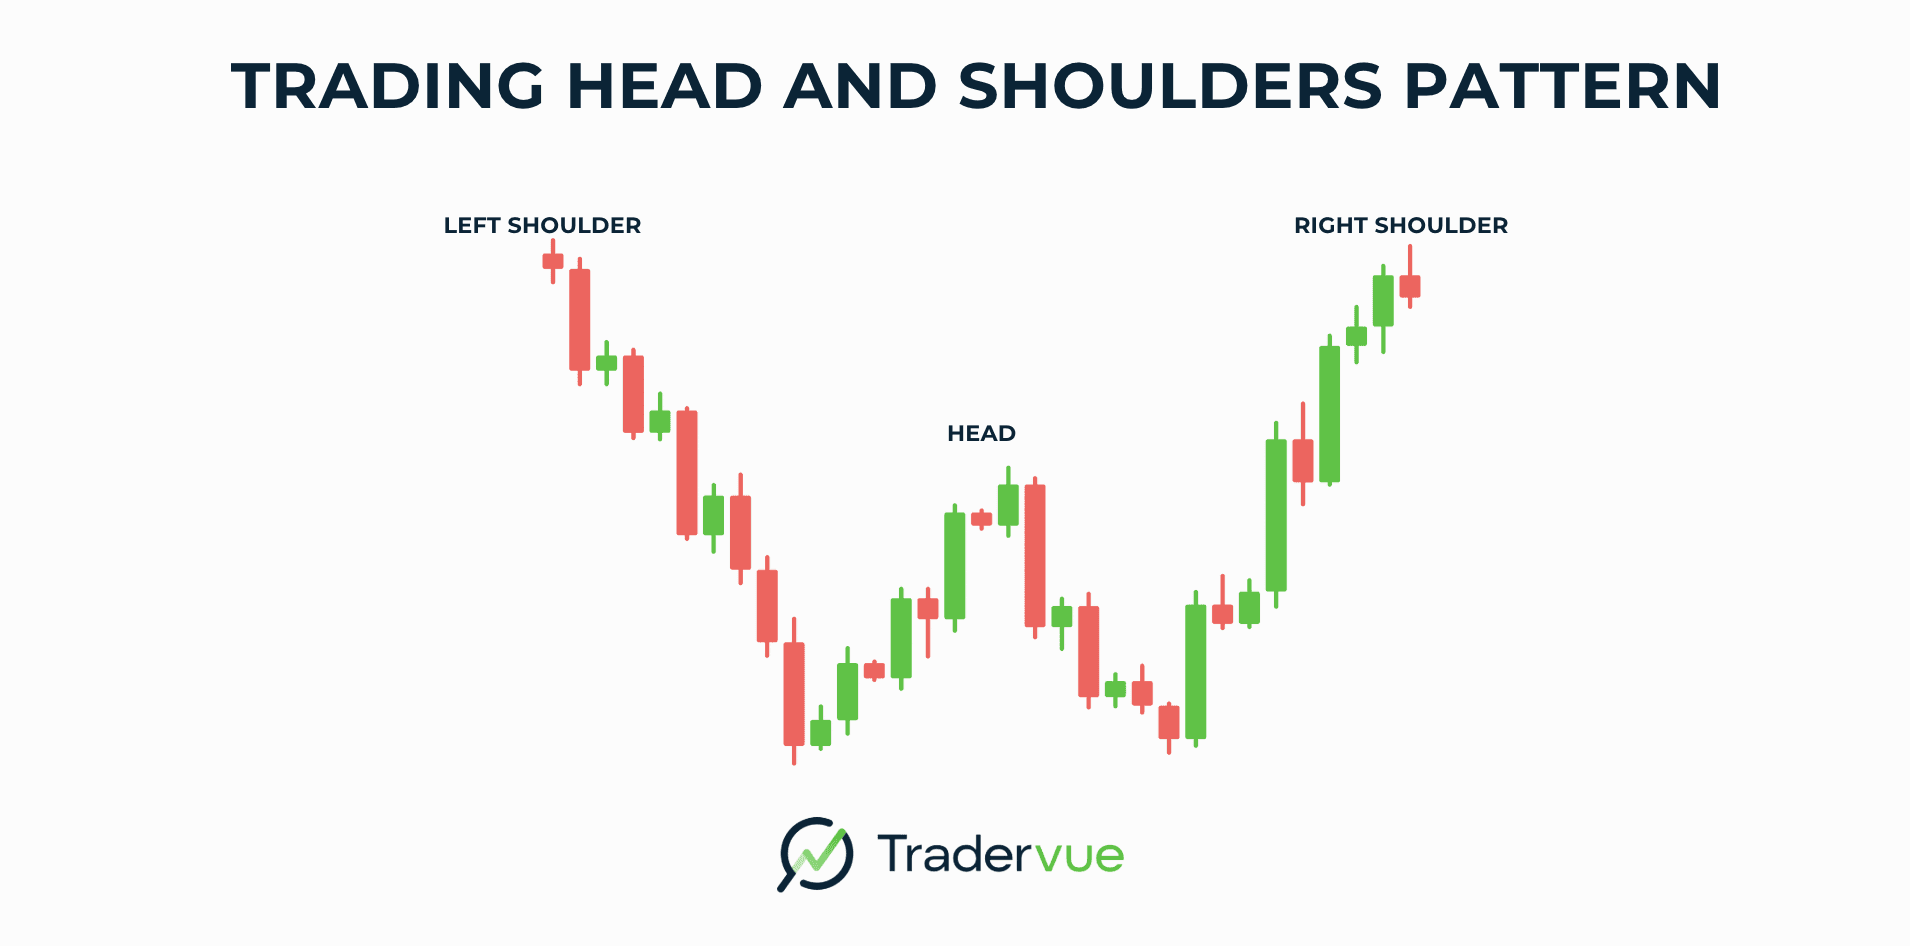 TRADING HEAD AND SHOULDERS PATTERN
LEFT SHOULDER
RIGHT SHOULDER
HEAD
Tradervue